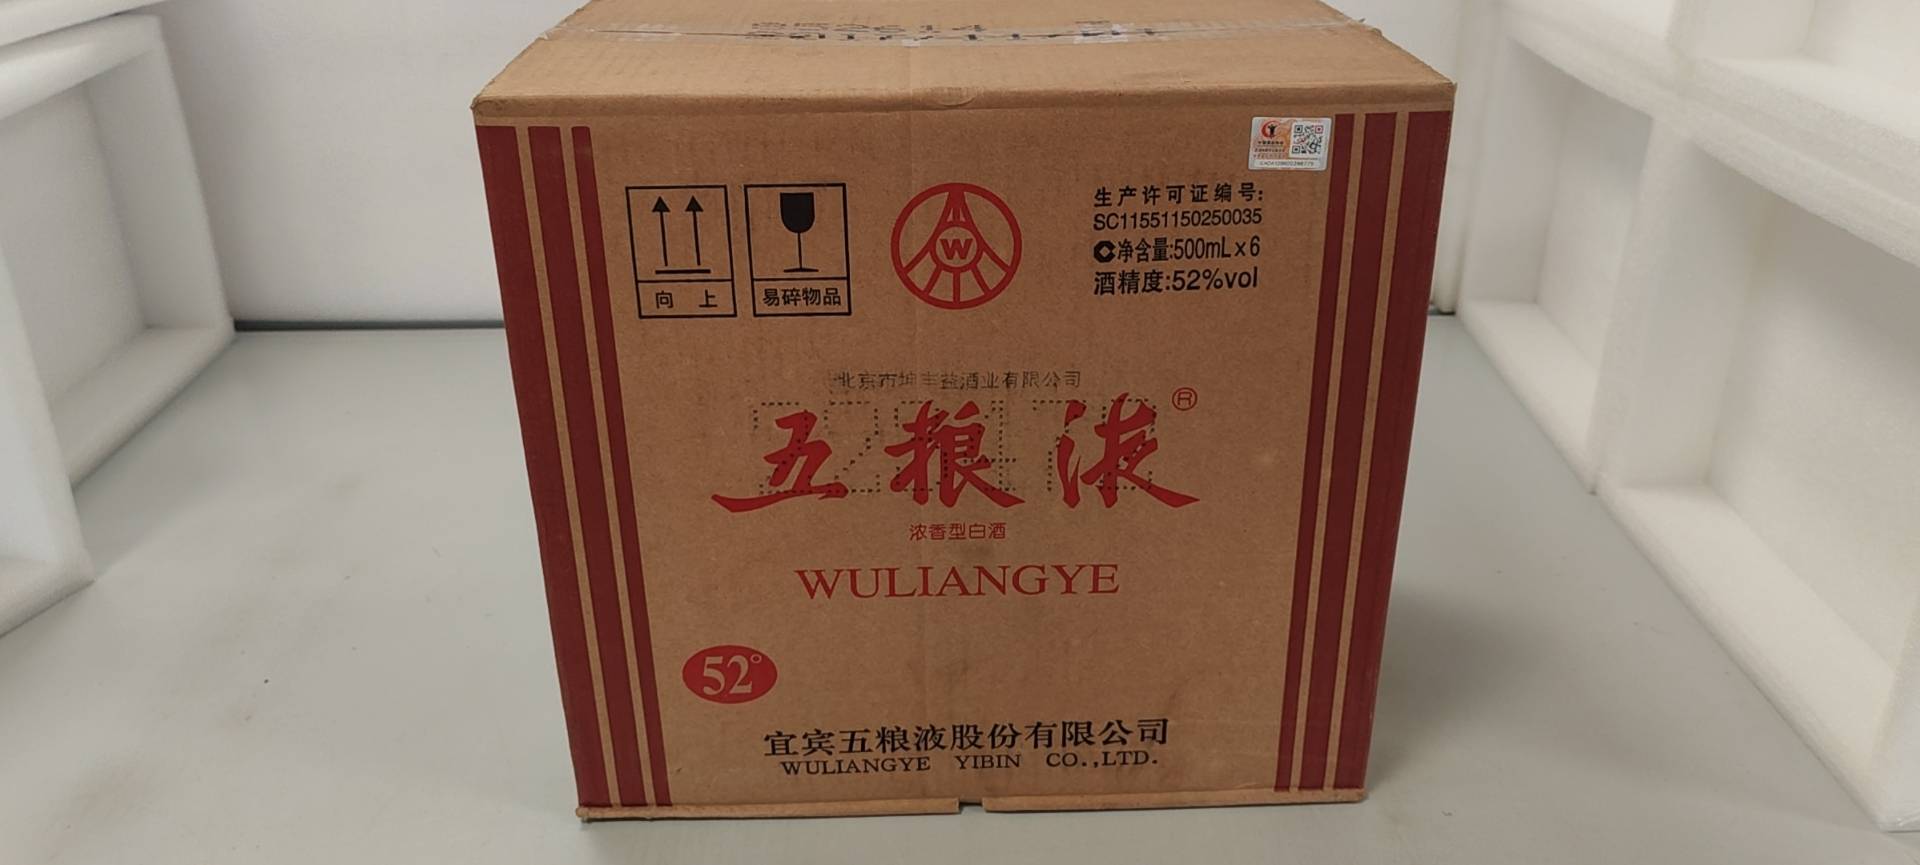 向 上
易碎物品
W
生产许可证编号:
SC11551150250035
净含量:500mL×6
酒精度:52%vol
北京市坤丰益酒业有限公司
五粮液®
浓香型白酒
WULIANGYE
52°
宜宾五粮液股份有限公司
WULIANGYE YIBIN CO.,LTD.